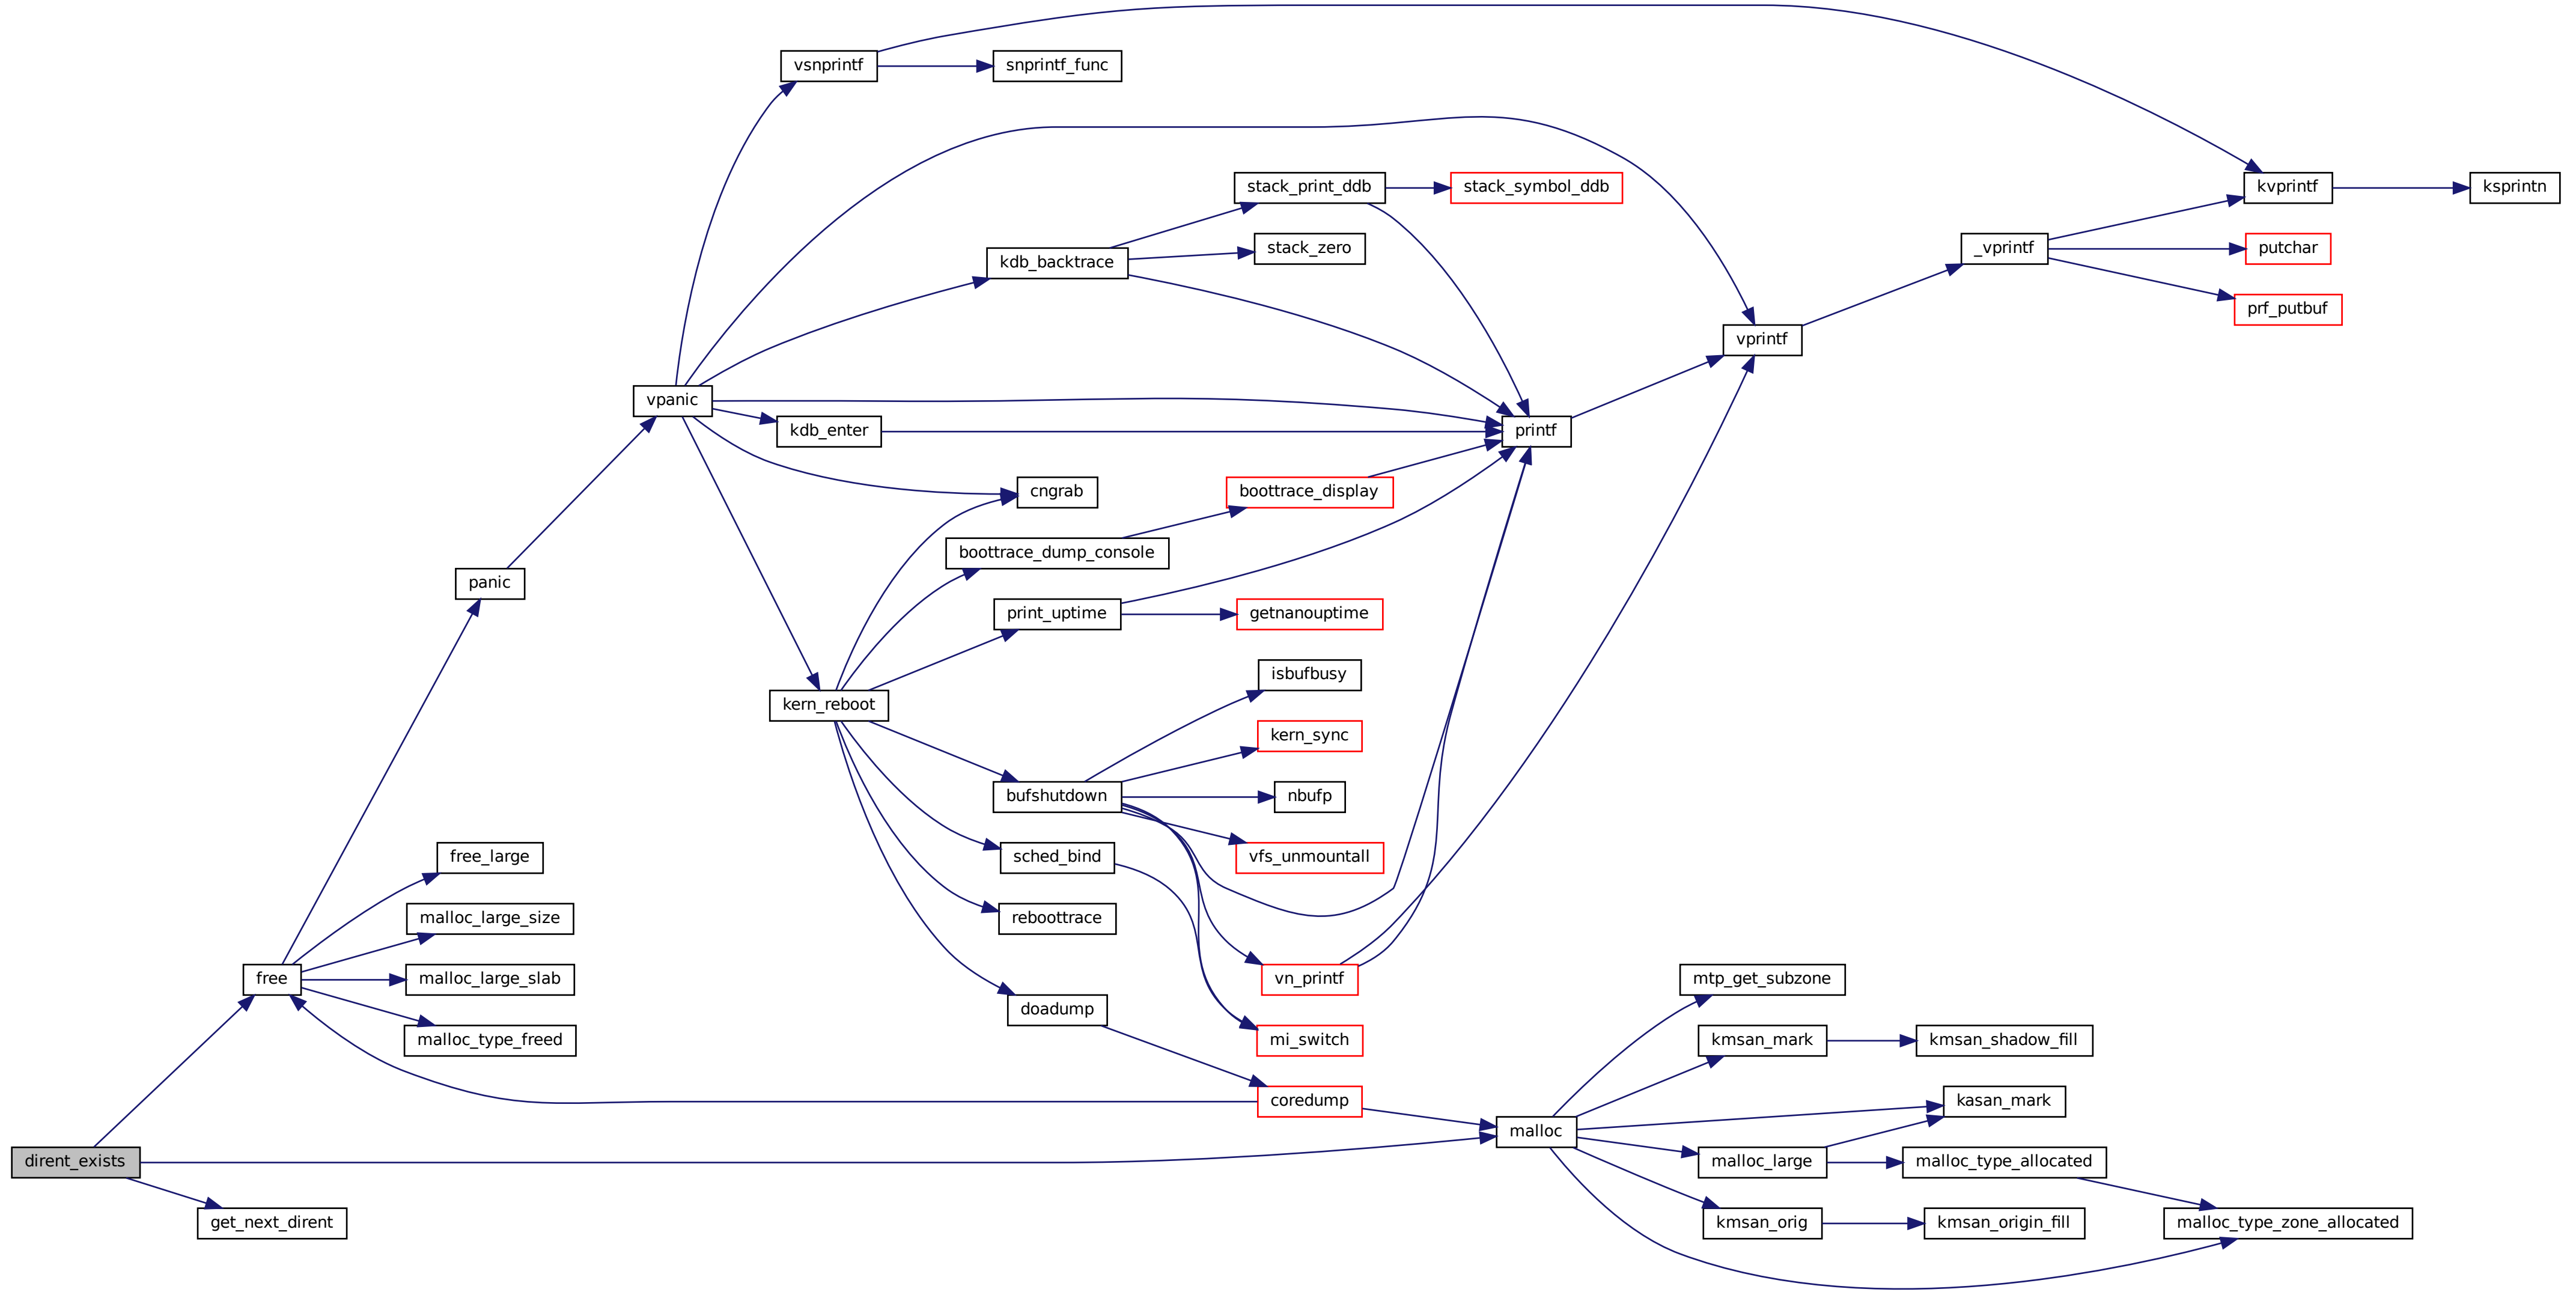 vsnprintf
snprintf_func
stack_print_ddb
stack_symbol_ddb
kvprintf
ksprintn
kdb_backtrace
stack_zero
_vprintf
putchar
prf_putbuf
vprintf
vpanic
kdb_enter
printf
cngrab
boottrace_display
boottrace_dump_console
panic
print_uptime
getnanouptime
isbufbusy
kern_reboot
kern_sync
bufshutdown
nbufp
free_large
sched_bind
vfs_unmountall
malloc_large_size
reboottrace
free
malloc_large_slab
vn_printf
mtp_get_subzone
doadump
malloc_type_freed
mi_switch
kmsan_mark
kmsan_shadow_fill
coredump
malloc
kasan_mark
dirent_exists
malloc_large
malloc_type_allocated
get_next_dirent
kmsan_orig
kmsan_origin_fill
malloc_type_zone_allocated